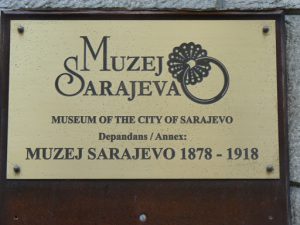 MUZEJ
SARAJEVA
MUSEUM OF THE CITY OF SARAJEVO
Depandans / Annex:
MUZEJ SARAJEVO 1878 - 1918